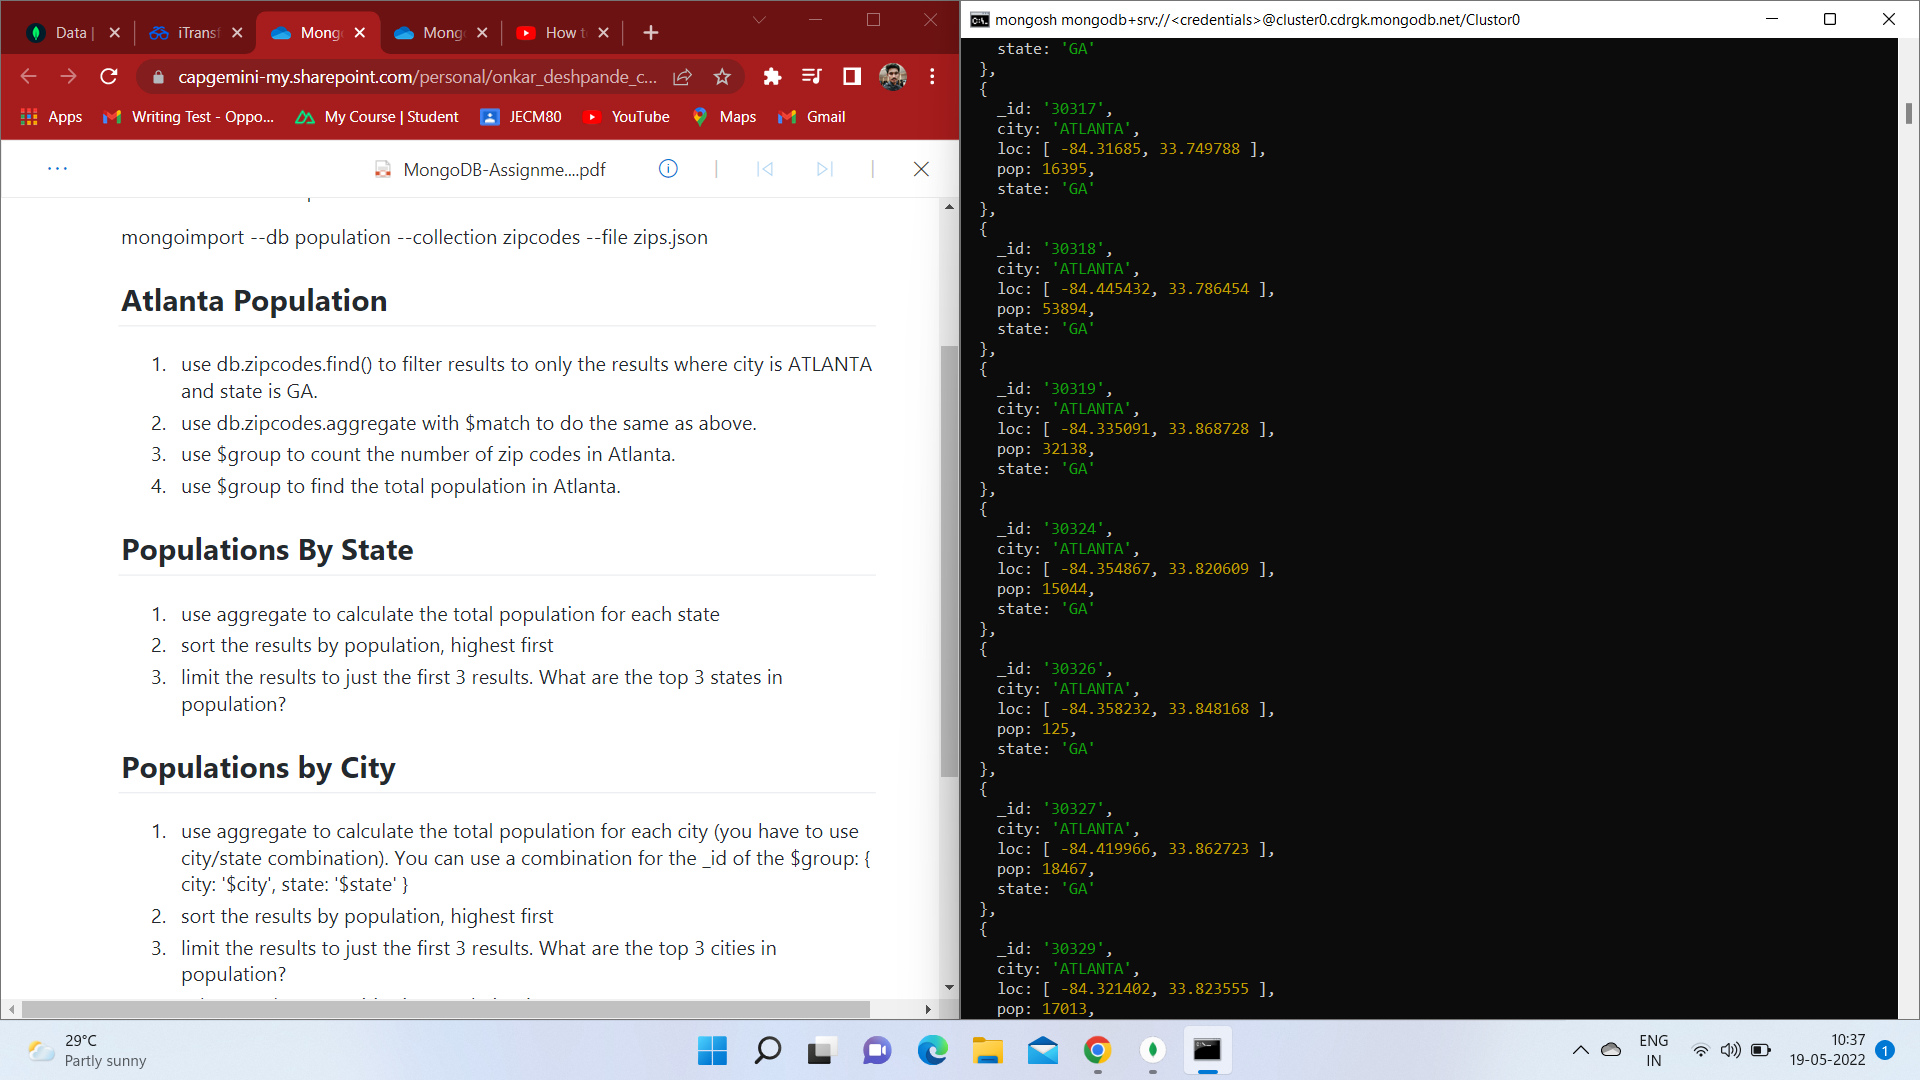 Data |
iTransf
Mong
Mong
How t
capgemini-my.sharepoint.com/personal/onkar_deshpande_c...
Apps
Writing Test - Oppo...
My Course | Student
JECM80
YouTube
Maps
Gmail
...
MongoDB-Assignme....pdf
mongoimport --db population --collection zipcodes --file zips.json
Atlanta Population
1. use db.zipcodes.find() to filter results to only the results where city is ATLANTA
and state is GA.
2. use db.zipcodes.aggregate with $match to do the same as above.
3. use $group to count the number of zip codes in Atlanta.
4. use $group to find the total population in Atlanta.
Populations By State
1. use aggregate to calculate the total population for each state
2. sort the results by population, highest first
3. limit the results to just the first 3 results. What are the top 3 states in
population?
Populations by City
1. use aggregate to calculate the total population for each city (you have to use
city/state combination). You can use a combination for the _id of the $group: {
city: '$city', state: '$state' }
2. sort the results by population, highest first
3. limit the results to just the first 3 results. What are the top 3 cities in
population?
mongosh mongodb+srv://<credentials>@cluster0.cdrgk.mongodb.net/Clustor0
state: 'GA'
},
{
_id: '30317',
city: 'ATLANTA',
loc: [ -84.31685, 33.749788 ],
pop: 16395,
state: 'GA'
},
{
_id: '30318',
city: 'ATLANTA',
loc: [ -84.445432, 33.786454 ],
pop: 53894,
state: 'GA'
},
{
_id: '30319',
city: 'ATLANTA',
loc: [ -84.335091, 33.868728 ],
pop: 32138,
state: 'GA'
},
{
_id: '30324',
city: 'ATLANTA',
loc: [ -84.354867, 33.820609 ],
pop: 15044,
state: 'GA'
},
{
_id: '30326',
city: 'ATLANTA',
loc: [ -84.358232, 33.848168 ],
pop: 125,
state: 'GA'
},
{
_id: '30327',
city: 'ATLANTA',
loc: [ -84.419966, 33.862723 ],
pop: 18467,
state: 'GA'
},
{
_id: '30329',
city: 'ATLANTA',
loc: [ -84.321402, 33.823555 ],
pop: 17013,
29°C
Partly sunny
ENG
IN
10:37
19-05-2022
1